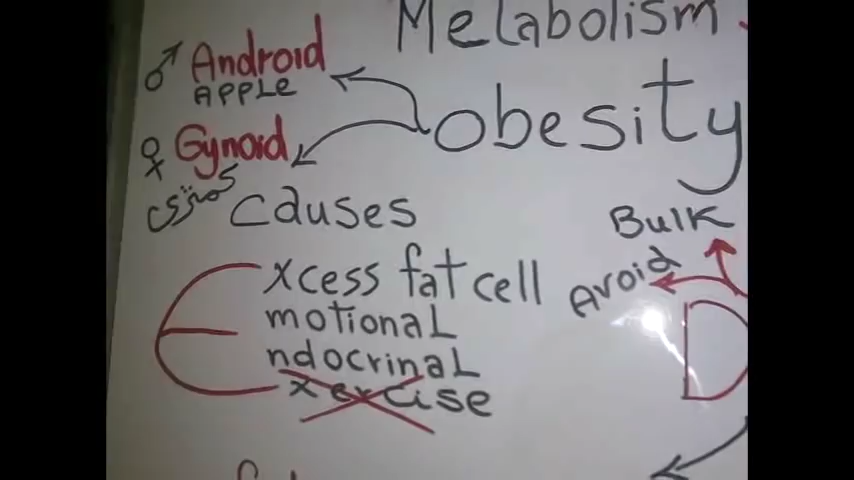 Metabolism
♂ Android
APPLE
obesity
♀ Gynoid
كمثرى
causes
Bulk
Avoid
E
xcess fat cell
motional
ndocrinal
xercise
D